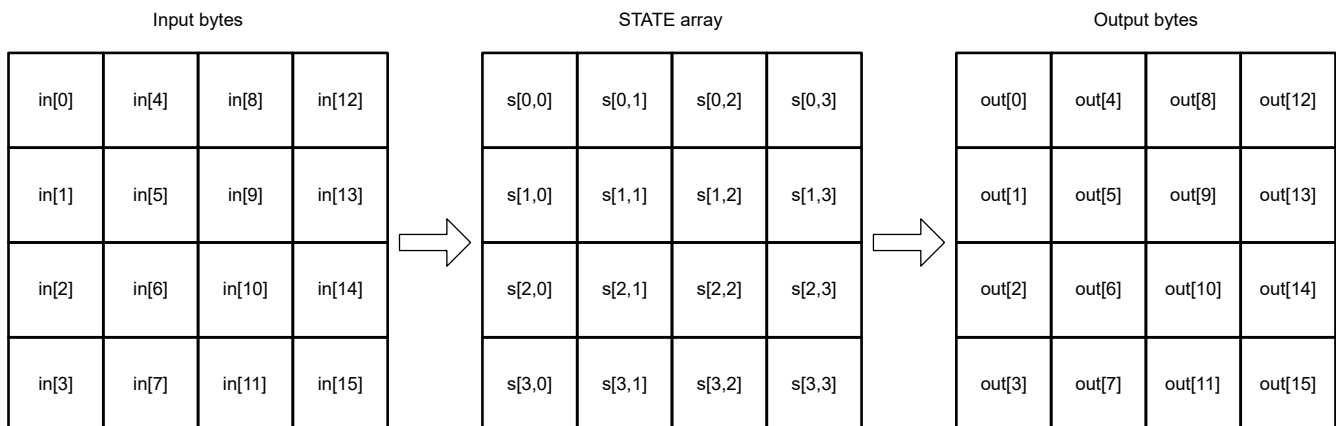 Input bytes STATE array Output bytes
in[0] in[4] in[8] in[12] s[0,0] s[0,1] s[0,2] s[0,3] out[0] out[4] out[8] out[12]
in[1] in[5] in[9] in[13] s[1,0] s[1,1] s[1,2] s[1,3] out[1] out[5] out[9] out[13]
in[2] in[6] in[10] in[14] s[2,0] s[2,1] s[2,2] s[2,3] out[2] out[6] out[10] out[14]
in[3] in[7] in[11] in[15] s[3,0] s[3,1] s[3,2] s[3,3] out[3] out[7] out[11] out[15]